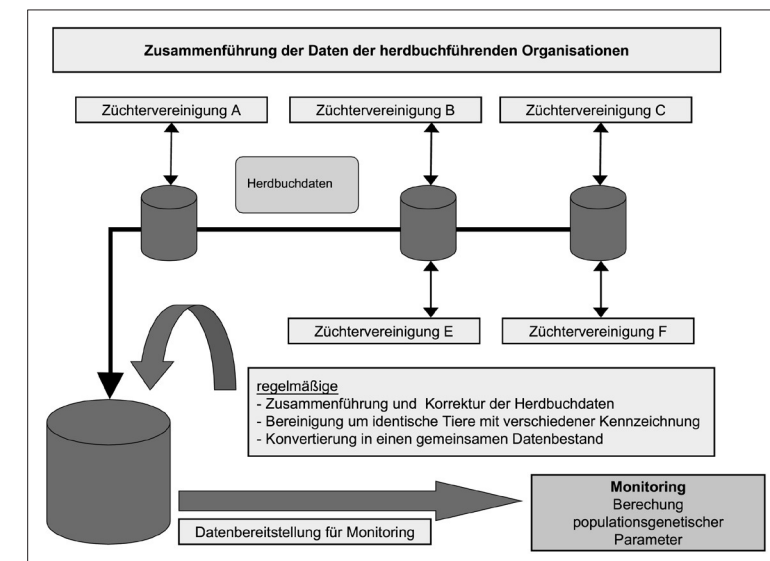 Zusammenführung der Daten der herdbuchführenden Organisationen
Züchtervereinigung A
Züchtervereinigung B
Züchtervereinigung C
Herdbuchdaten
Züchtervereinigung E
Züchtervereinigung F
regelmäßige
- Zusammenführung und Korrektur der Herdbuchdaten
- Bereinigung um identische Tiere mit verschiedener Kennzeichnung
- Konvertierung in einen gemeinsamen Datenbestand
Datenbereitstellung für Monitoring
Monitoring
Berechung
populationsgenetischer
Parameter